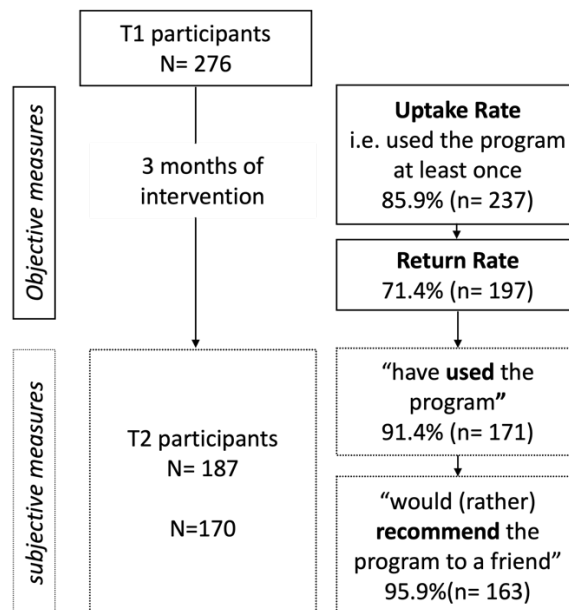 T1 participants
N= 276
Objective measures
3 months of
intervention
Uptake Rate
i.e. used the program
at least once
85.9% (n= 237)
Return Rate
71.4% (n= 197)
subjective measures
T2 participants
N= 187
N=170
“have used the
program”
91.4% (n= 171)
“would (rather)
recommend the
program to a friend”
95.9%(n= 163)